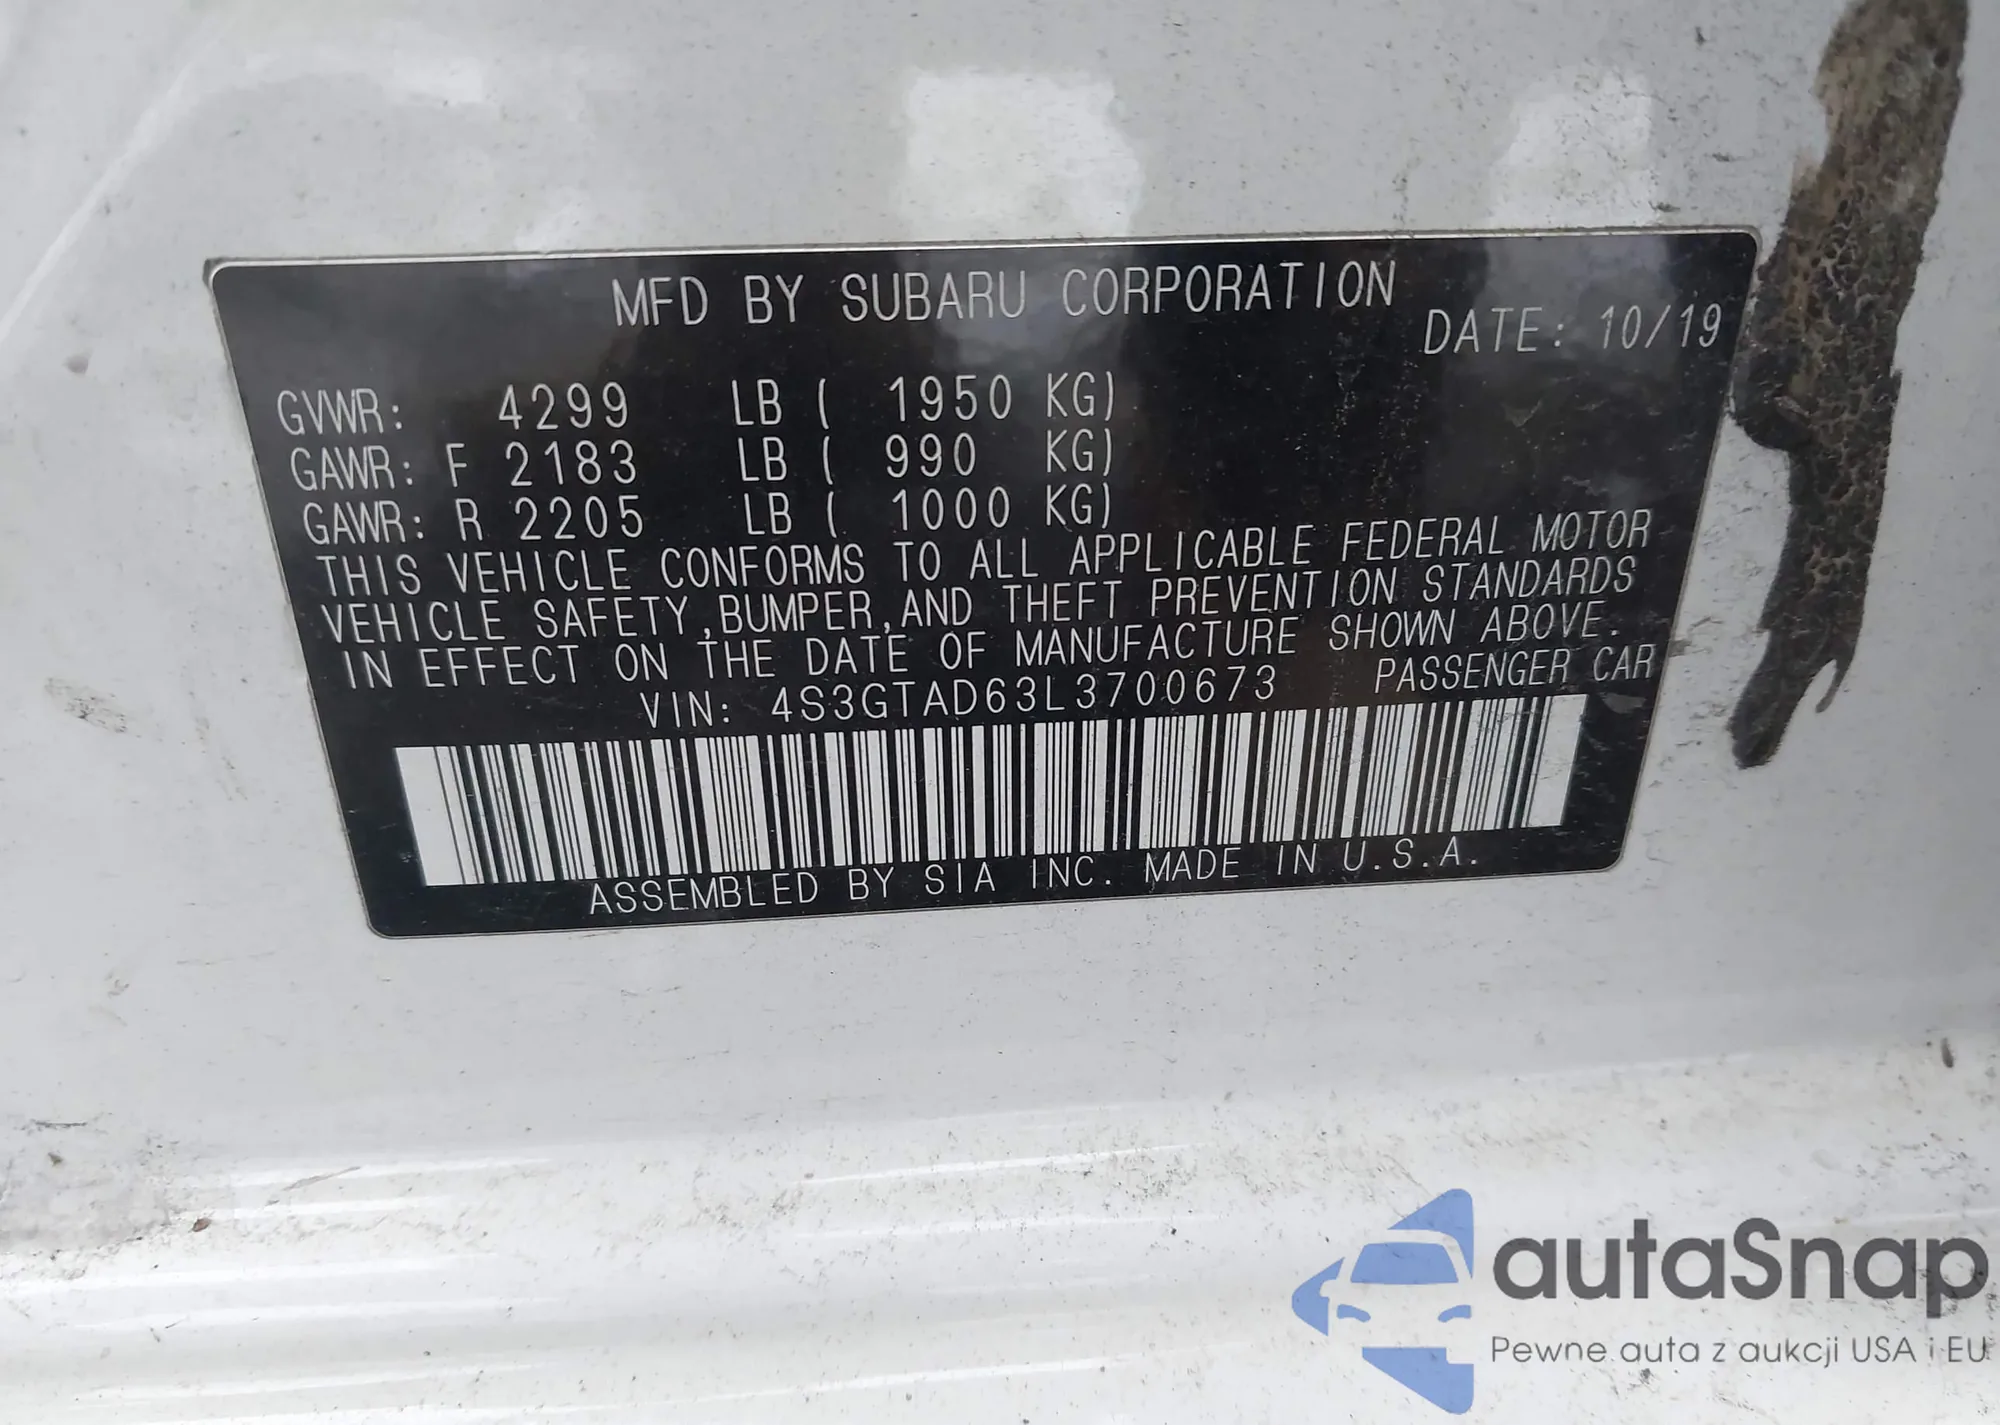 MFD BY SUBARU CORPORATION
DATE: 10/19
GVWR: 4299 LB ( 1950 KG)
GAWR: F 2183 LB ( 990 KG)
GAWR: R 2205 LB ( 1000 KG)
THIS VEHICLE CONFORMS TO ALL APPLICABLE FEDERAL MOTOR
VEHICLE SAFETY,BUMPER,AND THEFT PREVENTION STANDARDS
IN EFFECT ON THE DATE OF MANUFACTURE SHOWN ABOVE.
VIN: 4S3GTAD63L3700673 PASSENGER CAR
ASSEMBLED BY SIA INC. MADE IN U.S.A.
autaSnap
Pewne auta z aukcji USA i EU